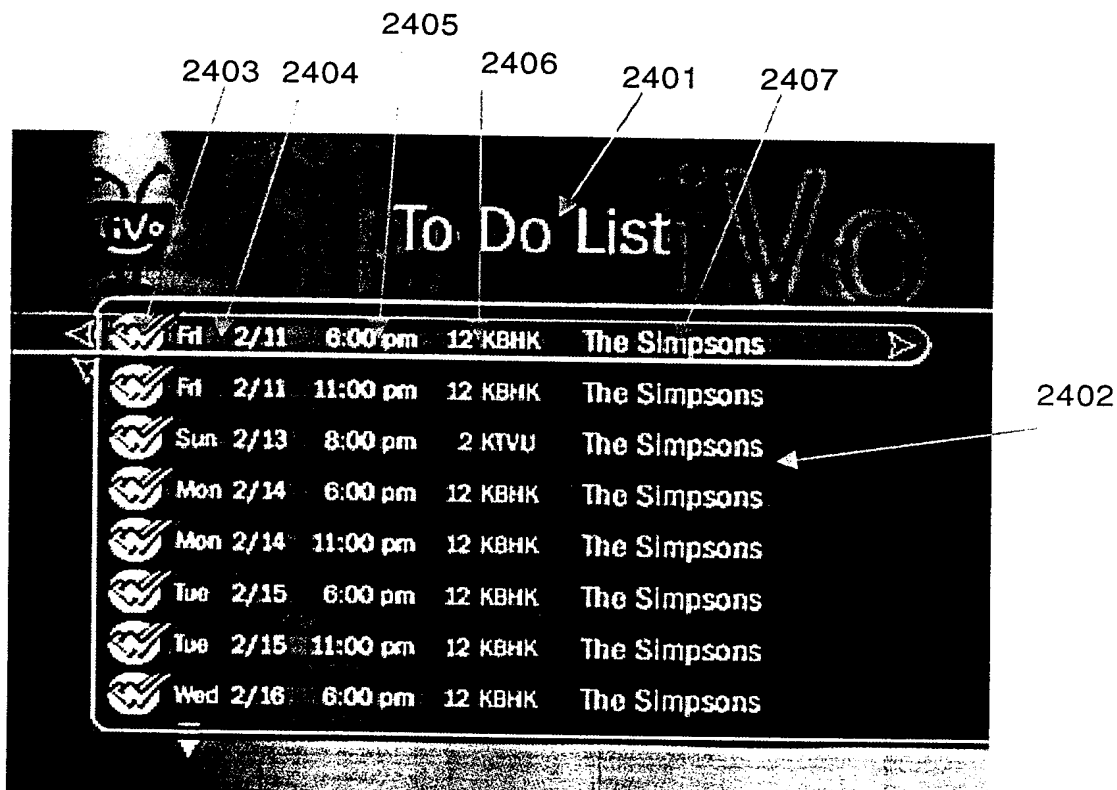 2405
2403 2404 2406 2401 2407
TiVo
To Do List
iVo
Fri 2/11 6:00 pm 12 KBHK The Simpsons
Fri 2/11 11:00 pm 12 KBHK The Simpsons
2402
Sun 2/13 8:00 pm 2 KTVU The Simpsons
Mon 2/14 6:00 pm 12 KBHK The Simpsons
Mon 2/14 11:00 pm 12 KBHK The Simpsons
Tue 2/15 6:00 pm 12 KBHK The Simpsons
Tue 2/15 11:00 pm 12 KBHK The Simpsons
Wed 2/16 6:00 pm 12 KBHK The Simpsons